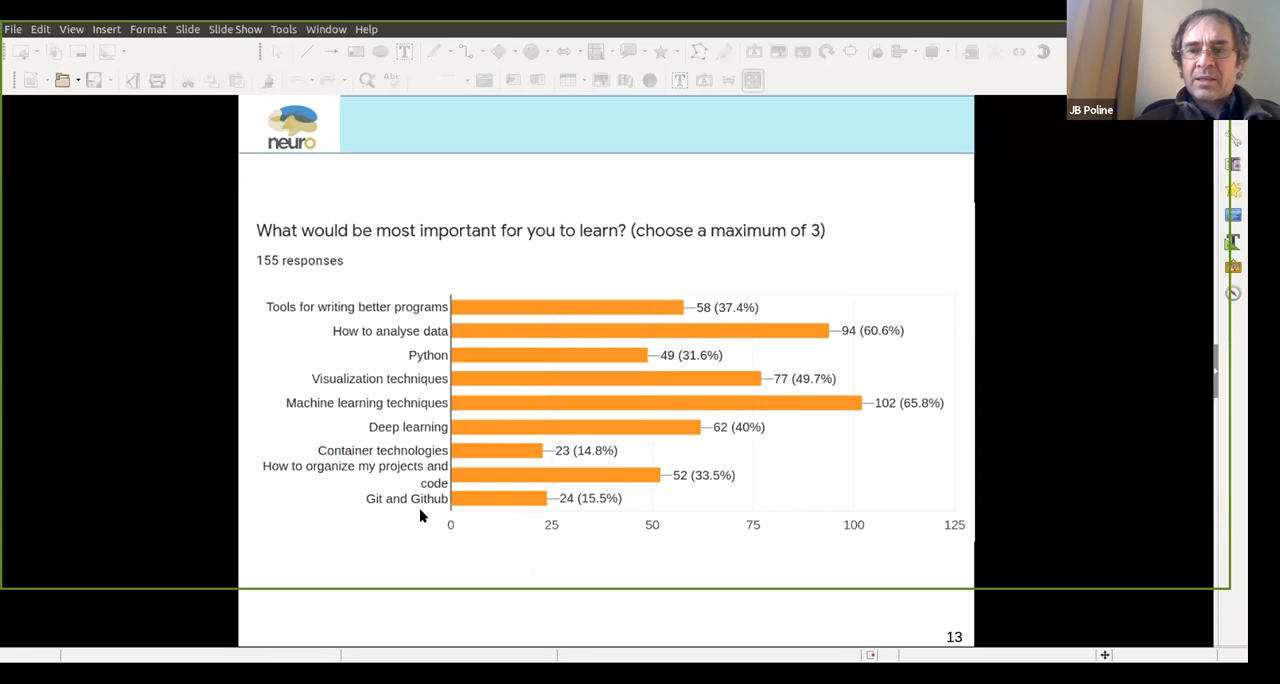 File Edit View Insert Format Slide Slide Show Tools Window Help
JB Poline
neuro
What would be most important for you to learn? (choose a maximum of 3)
155 responses
Tools for writing better programs 58 (37.4%)
How to analyse data 94 (60.6%)
Python 49 (31.6%)
Visualization techniques 77 (49.7%)
Machine learning techniques 102 (65.8%)
Deep learning 62 (40%)
Container technologies 23 (14.8%)
How to organize my projects and
code 52 (33.5%)
Git and Github 24 (15.5%)
0 25 50 75 100 125
13